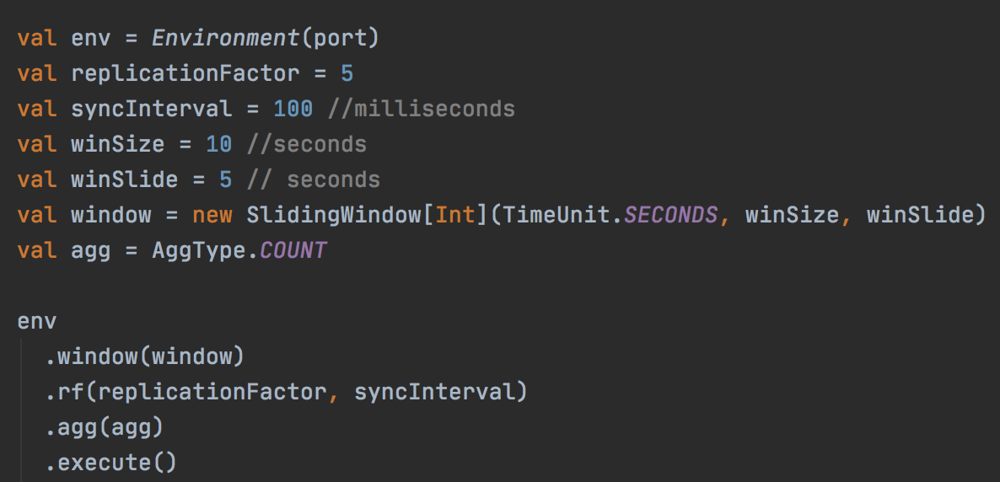 val env = Environment(port)
val replicationFactor = 5
val syncInterval = 100 //milliseconds
val winSize = 10 //seconds
val winSlide = 5 // seconds
val window = new SlidingWindow[Int](TimeUnit.SECONDS, winSize, winSlide)
val agg = AggType.COUNT
env
.window(window)
.rf(replicationFactor, syncInterval)
.agg(agg)
.execute()